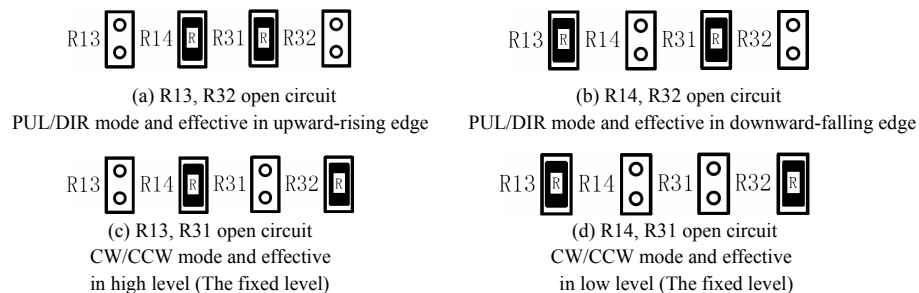 R13 R14 R R31 R R32
(a) R13, R32 open circuit
PUL/DIR mode and effective in upward-rising edge
R13 R R14 R31 R R32
(b) R14, R32 open circuit
PUL/DIR mode and effective in downward-falling edge
R13 R14 R R31 R32 R
(c) R13, R31 open circuit
CW/CCW mode and effective
in high level (The fixed level)
R13 R R14 R31 R32 R
(d) R14, R31 open circuit
CW/CCW mode and effective
in low level (The fixed level)